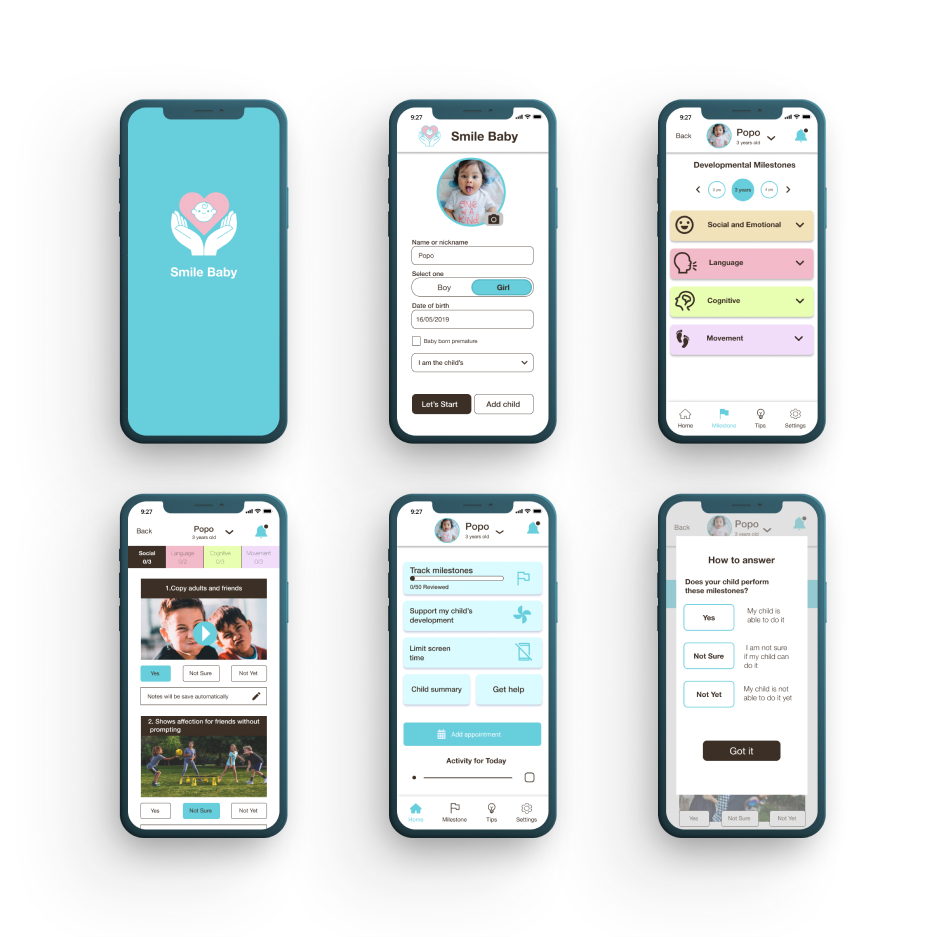 Smile Baby
9:27
Smile Baby
Name or nickname
Popo
Select one
Boy Girl
Date of birth
16/05/2019
Baby born premature
I am the child's
Let's Start Add child
9:27
Back Popo
3 years old
Developmental Milestones
3 years
Social and Emotional
Language
Cognitive
Movement
Home Milestone Tips Settings
9:27
Back Popo
3 years old
Social Language Cognitive Movement
0/3 0/2 0/3 0/3
1.Copy adults and friends
Yes Not Sure Not Yet
Notes will be save automatically
2. Shows affection for friends without
prompting
Yes Not Sure Not Yet
9:27
Popo
3 years old
Track milestones
0/50 Reviewed
Support my child's
development
Limit screen
time
Child summary Get help
Add appointment
Activity for Today
Home Milestone Tips Settings
Back Popo
3 years old
How to answer
Does your child perform
these milestones?
Yes
My child is
able to do it
Not Sure
I am not sure
if my child can
do it
Not Yet
My child is not
able to do it yet
Got it
Yes Not Sure Not Yet